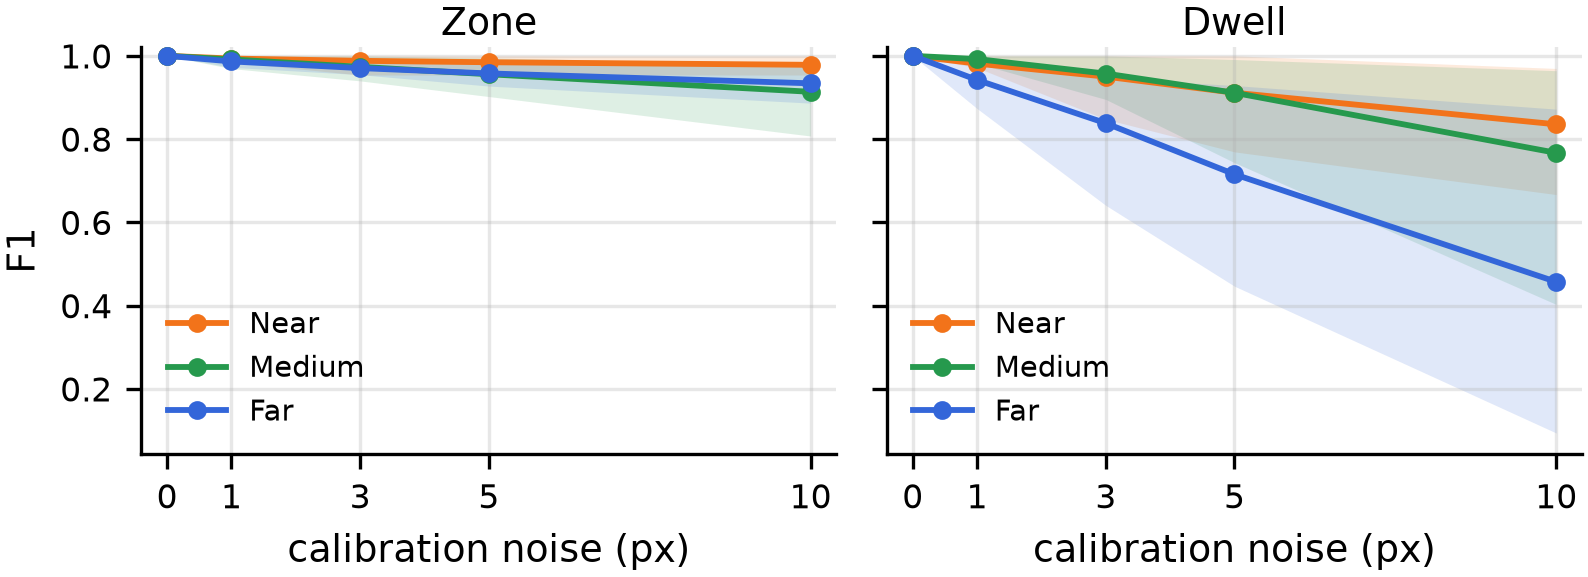 Zone
Dwell
F1
1.0
0.8
0.6
0.4
0.2
Near
Medium
Far
Near
Medium
Far
0 1 3 5 10
0 1 3 5 10
calibration noise (px)
calibration noise (px)